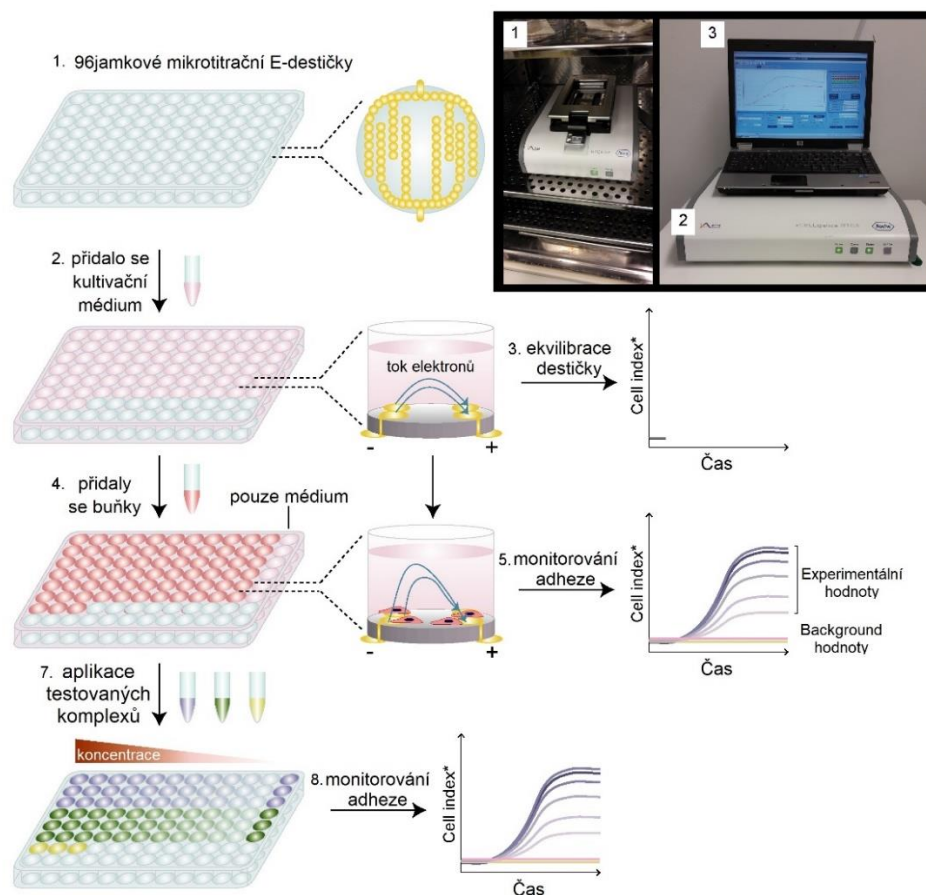 1. 96jamkové mikrotitrační E-destičky
1
3
2
2. přidalo se
kultivační
médium
tok elektronů
-
+
3. ekvilibrace
destičky
Cell index*
Čas
4. přidaly
se buňky
pouze médium
-
+
5. monitorování
adheze
Cell index*
Čas
Experimentální
hodnoty
Background
hodnoty
7. aplikace
testovaných
komplexů
koncentrace
8. monitorování
adheze
Cell index*
Čas